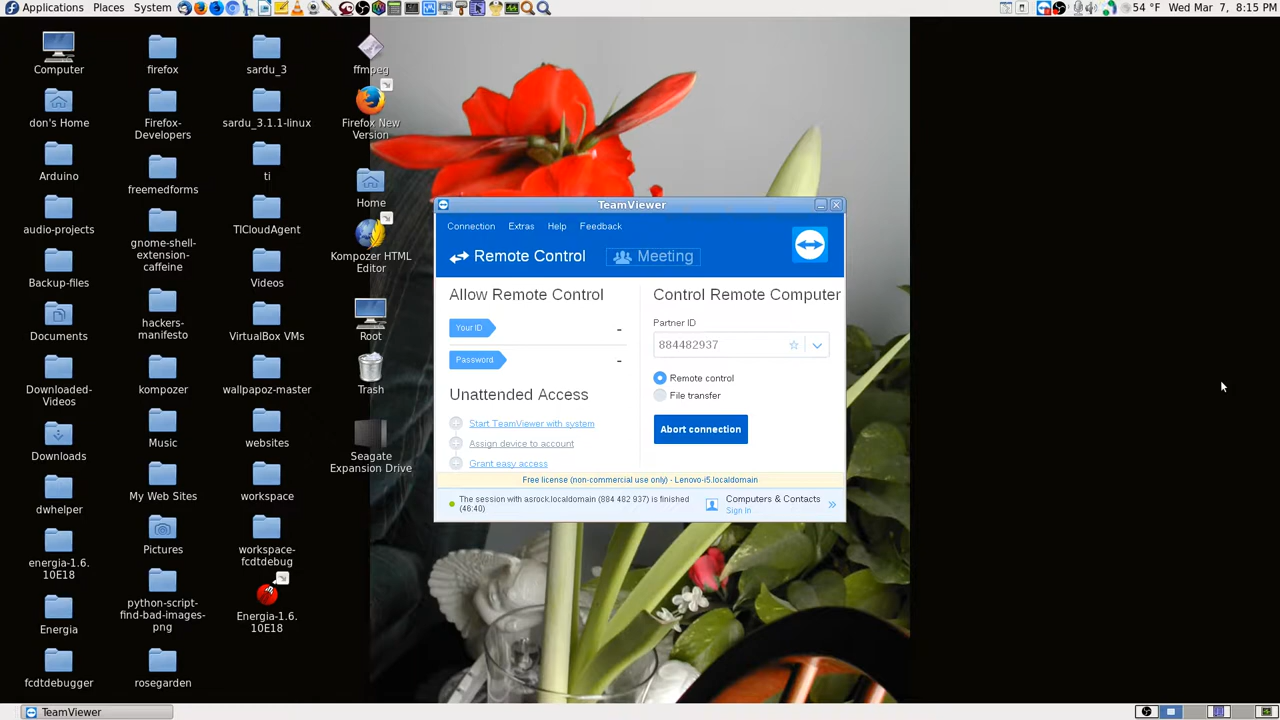 Applications Places System
54 °F Wed Mar 7, 8:15 PM
Computer
firefox
sardu_3
ffmpeg
don's Home
Firefox-
Developers
sardu_3.1.1-linux
Firefox New
Version
Arduino
freemedforms
ti
Home
audio-projects
gnome-shell-
extension-
caffeine
TICloudAgent
Kompozer HTML
Editor
Backup-files
Videos
Documents
hackers-
manifesto
VirtualBox VMs
Root
Downloaded-
Videos
kompozer
wallpapoz-master
Trash
Downloads
Music
websites
Seagate
Expansion Drive
dwhelper
My Web Sites
workspace
energia-1.6.
10E18
Pictures
workspace-
fcdtdebug
Energia
python-script-
find-bad-images-
png
Energia-1.6.
10E18
fcdtdebugger
rosegarden
TeamViewer
Connection Extras Help Feedback
Remote Control Meeting
Allow Remote Control
Your ID -
Password -
Unattended Access
Start TeamViewer with system
Assign device to account
Grant easy access
Control Remote Computer
Partner ID
884482937
Remote control
File transfer
Abort connection
Free license (non-commercial use only) - Lenovo-i5.localdomain
The session with asrock.localdomain (884 482 937) is finished
(46:40)
Computers & Contacts
Sign In
TeamViewer